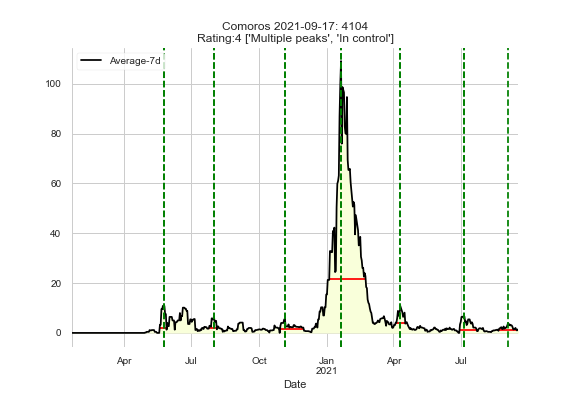 Comoros 2021-09-17: 4104
Rating:4 ['Multiple peaks', 'In control']
Average-7d
100
80
60
40
20
0
Apr
Jul
Oct
Jan
2021
Apr
Jul
Date